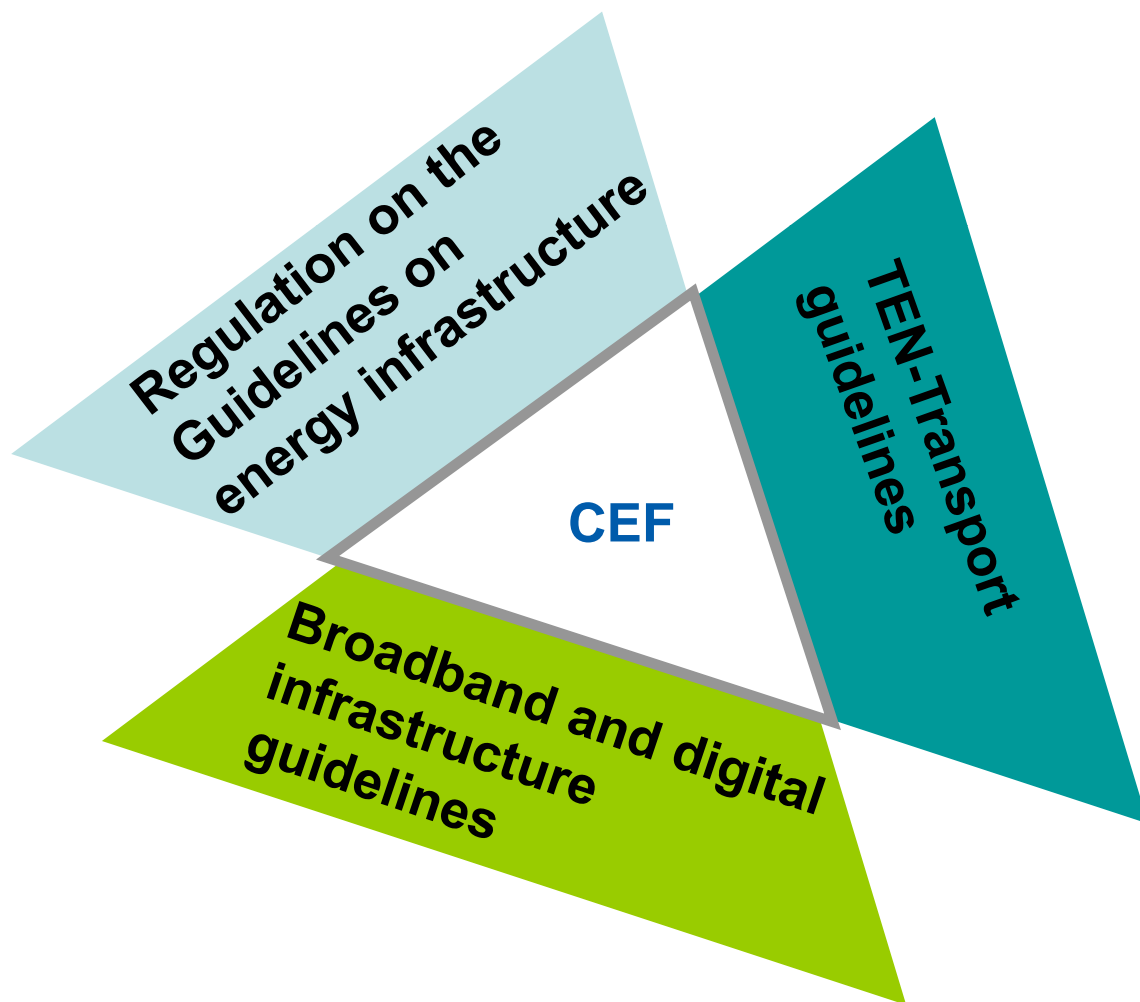 Regulation on the
Guidelines on
energy infrastructure
TEN-Transport
guidelines
CEF
Broadband and digital
infrastructure
guidelines